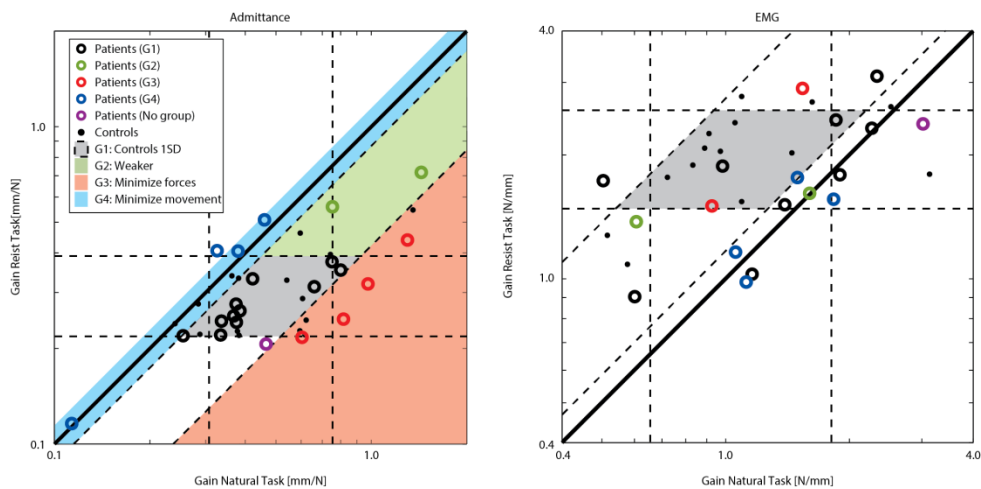 Admittance
Patients (G1)
Patients (G2)
Patients (G3)
Patients (G4)
Patients (No group)
Controls
G1: Controls 1SD
G2: Weaker
G3: Minimize forces
G4: Minimize movement
1.0
0.1
Gain Reist Task[mm/N]
0.1
1.0
Gain Natural Task [mm/N]
EMG
4.0
1.0
0.4
Gain Resist Task [N/mm]
0.4
1.0
4.0
Gain Natural Task [N/mm]